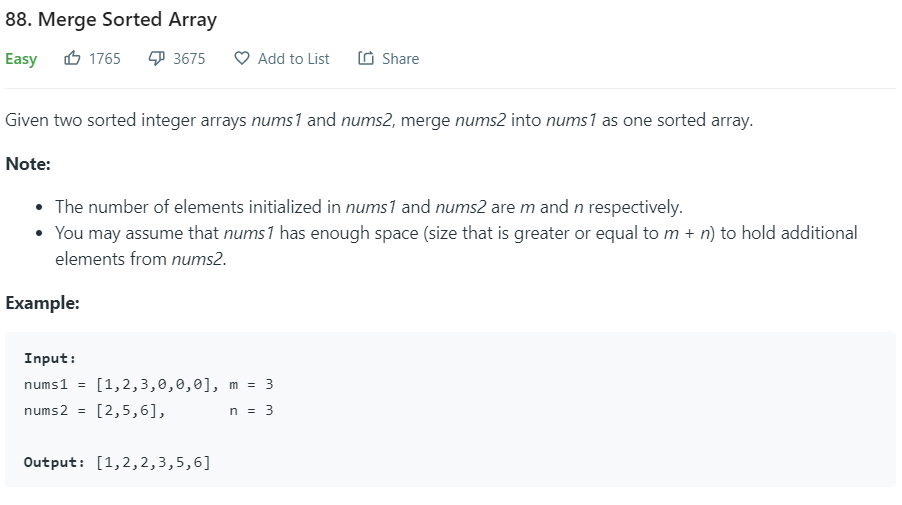 88. Merge Sorted Array
Easy 1765 3675 Add to List Share
Given two sorted integer arrays nums1 and nums2, merge nums2 into nums1 as one sorted array.
Note:
• The number of elements initialized in nums1 and nums2 are m and n respectively.
• You may assume that nums1 has enough space (size that is greater or equal to m + n) to hold additional
elements from nums2.
Example:
Input:
nums1 = [1,2,3,0,0,0], m = 3
nums2 = [2,5,6],       n = 3
Output: [1,2,2,3,5,6]